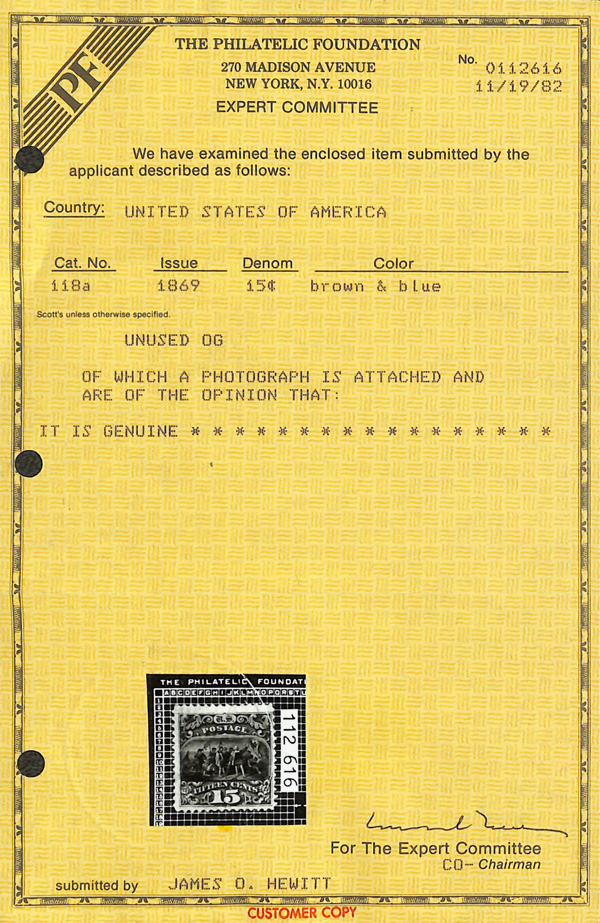 PF
THE PHILATELIC FOUNDATION
270 MADISON AVENUE
NEW YORK, N.Y. 10016
EXPERT COMMITTEE
No. 0112616
11/19/82
We have examined the enclosed item submitted by the
applicant described as follows:
Country: UNITED STATES OF AMERICA
Cat. No. Issue Denom Color
118a 1869 15¢ brown & blue
Scott's unless otherwise specified.
UNUSED OG
OF WHICH A PHOTOGRAPH IS ATTACHED AND
ARE OF THE OPINION THAT:
IT IS GENUINE * * * * * * * * * * * * * * * * *
THE PHILATELIC FOUNDATI
ABCDEFGHIJKLMNOPQRSTU
U.S.
POSTAGE
FIFTEEN CENTS
15
112 616
For The Expert Committee
CO- Chairman
submitted by JAMES O. HEWITT
CUSTOMER COPY